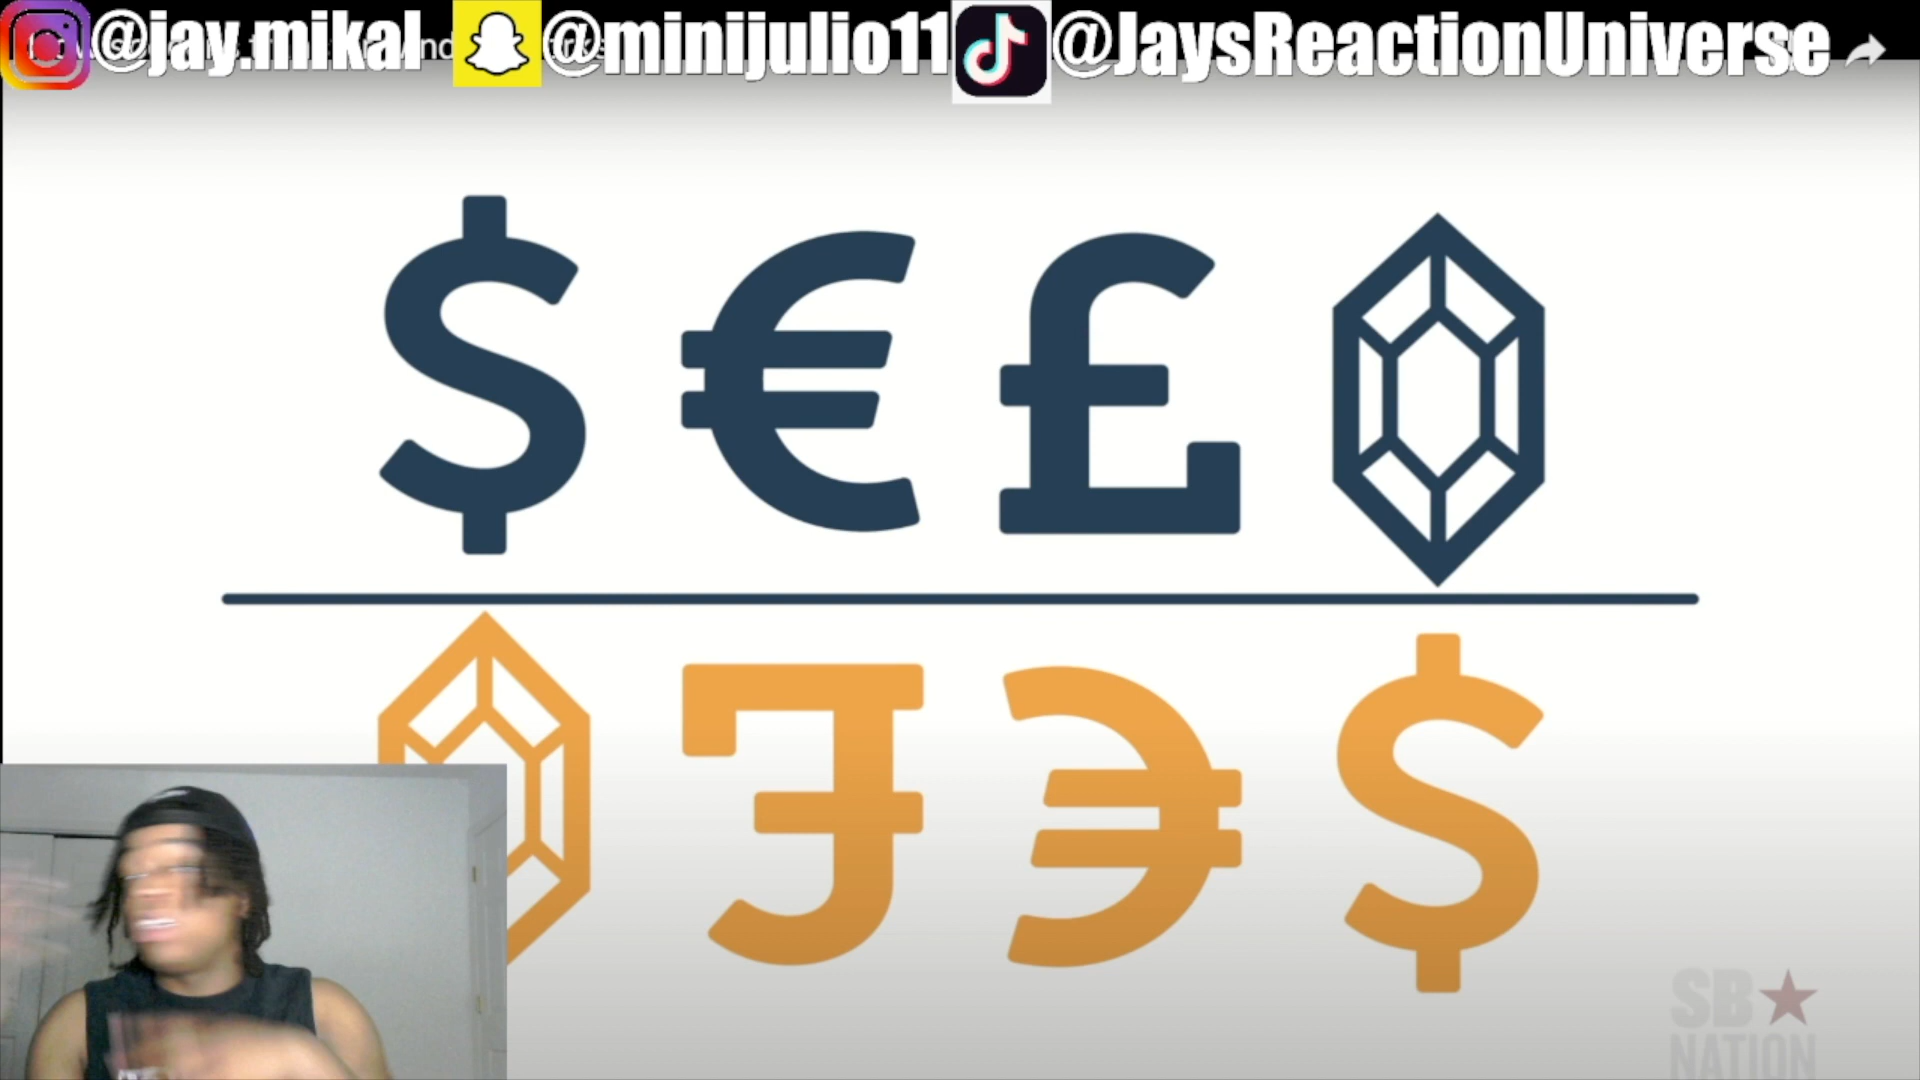 @jay.mikal @minijulio11 @JaysReactionUniverse
$ € £
£ € $
SB
NATION